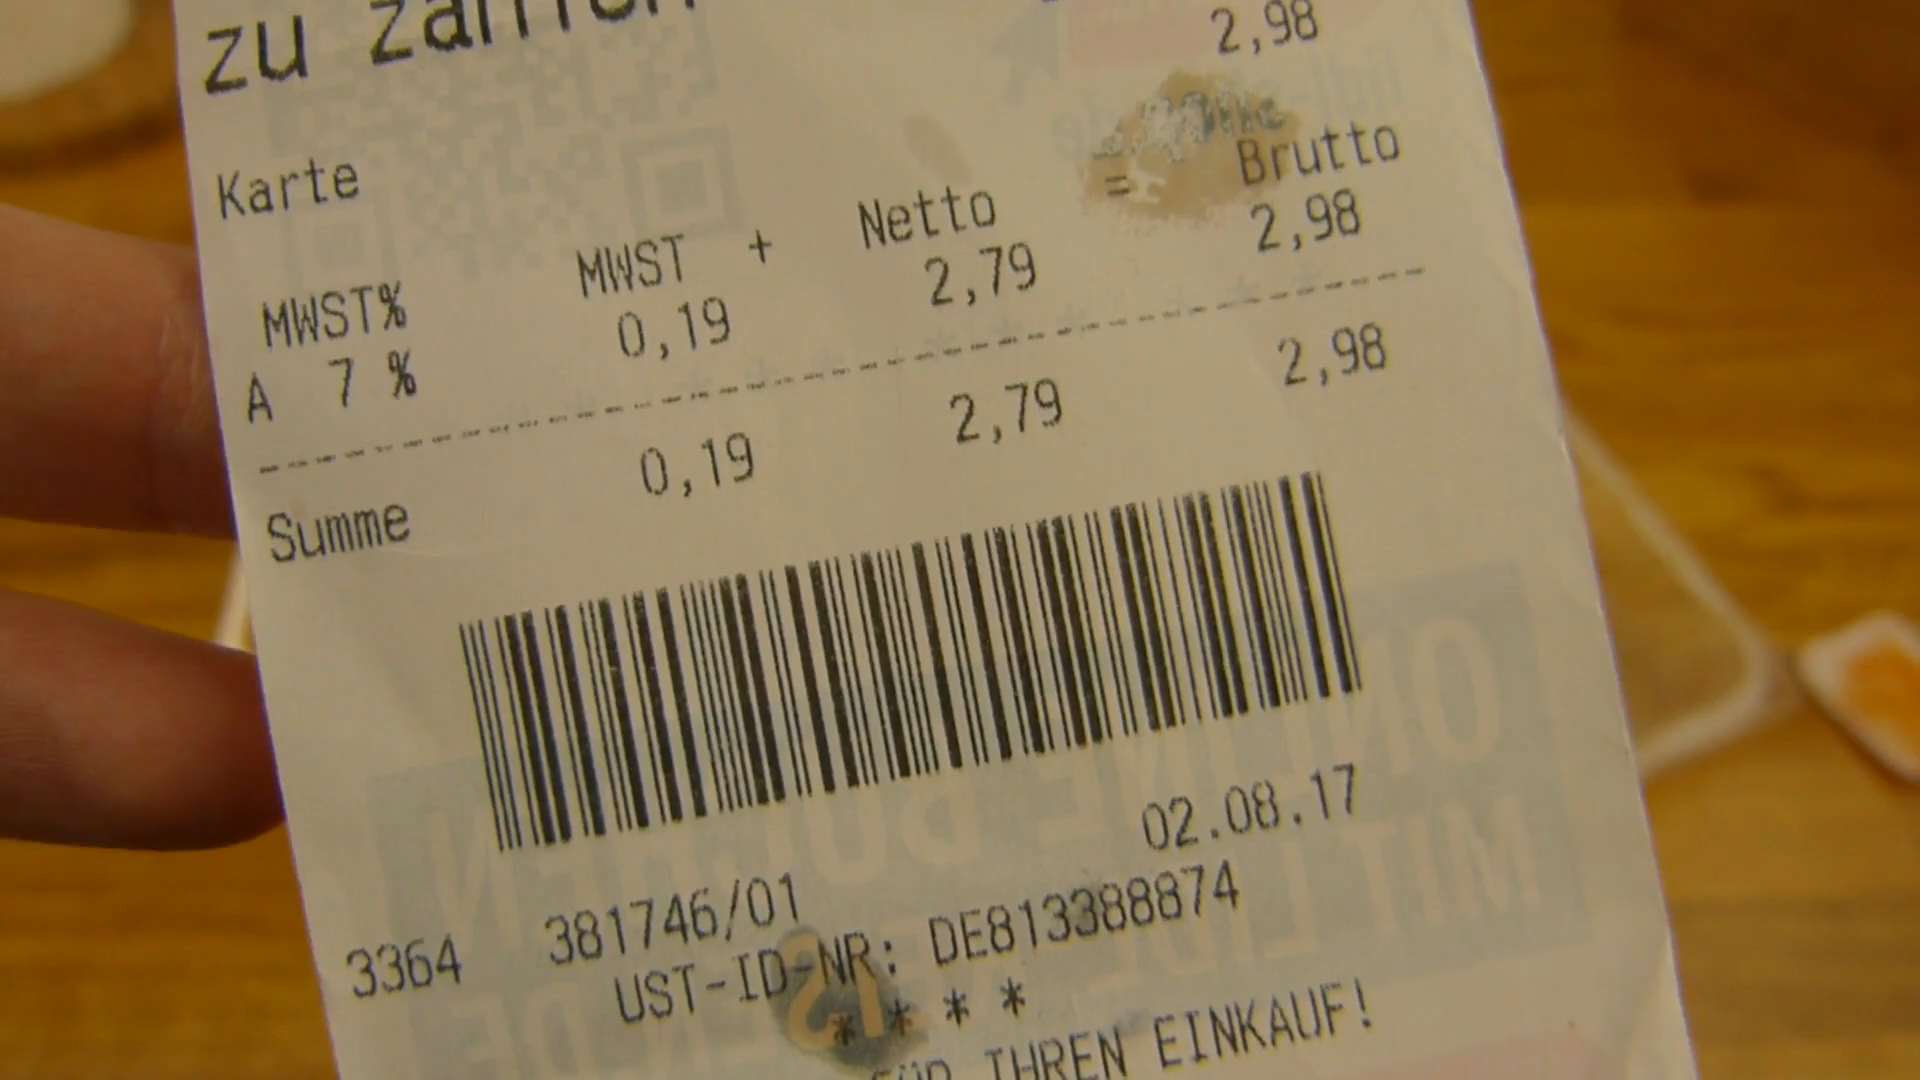 zu zahlen
2,98
Karte
MWST% MWST + Netto = Brutto
A 7 % 0,19 2,79 2,98
Summe 0,19 2,79 2,98
3364 381746/01 02.08.17
UST-ID-NR: DE813388874
* * * *
FÜR IHREN EINKAUF!